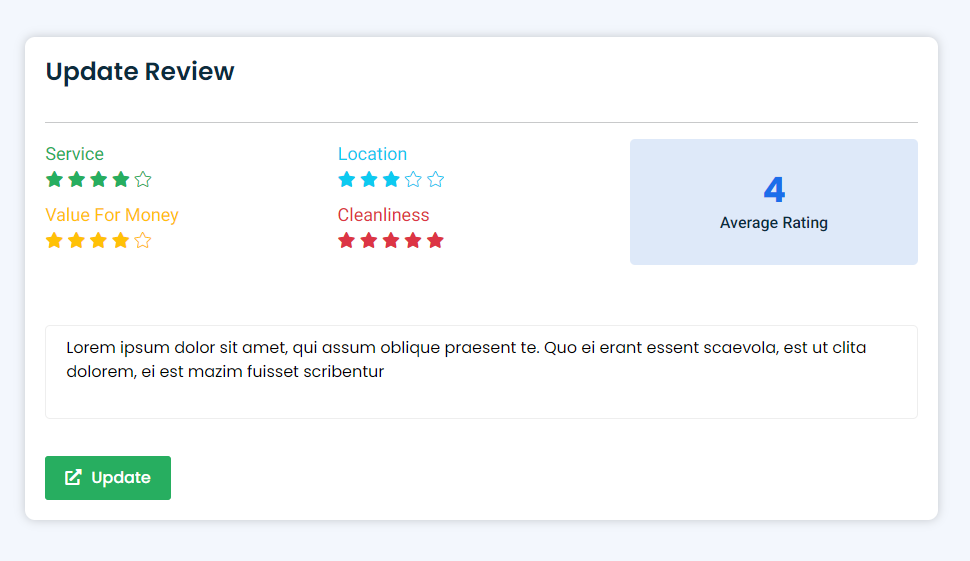 Update Review
Service
Location
Value For Money
Cleanliness
4
Average Rating
Lorem ipsum dolor sit amet, qui assum oblique praesent te. Quo ei erant essent scaevola, est ut clita
dolorem, ei est mazim fuisset scribentur
Update